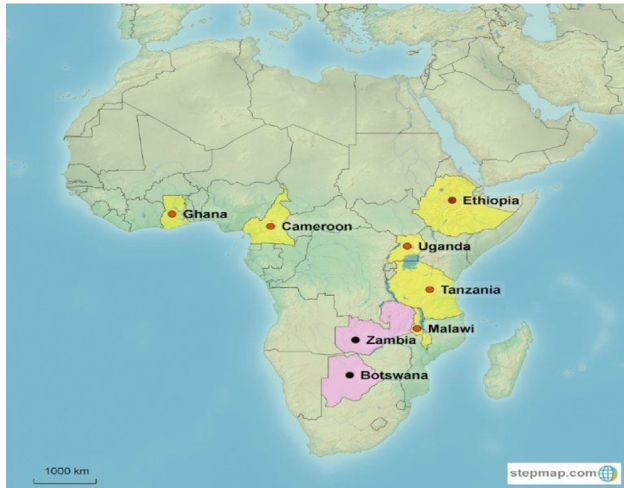 Ethiopia
Ghana
Cameroon
Uganda
Tanzania
Malawi
Zambia
Botswana
1000 km
stepmap.com